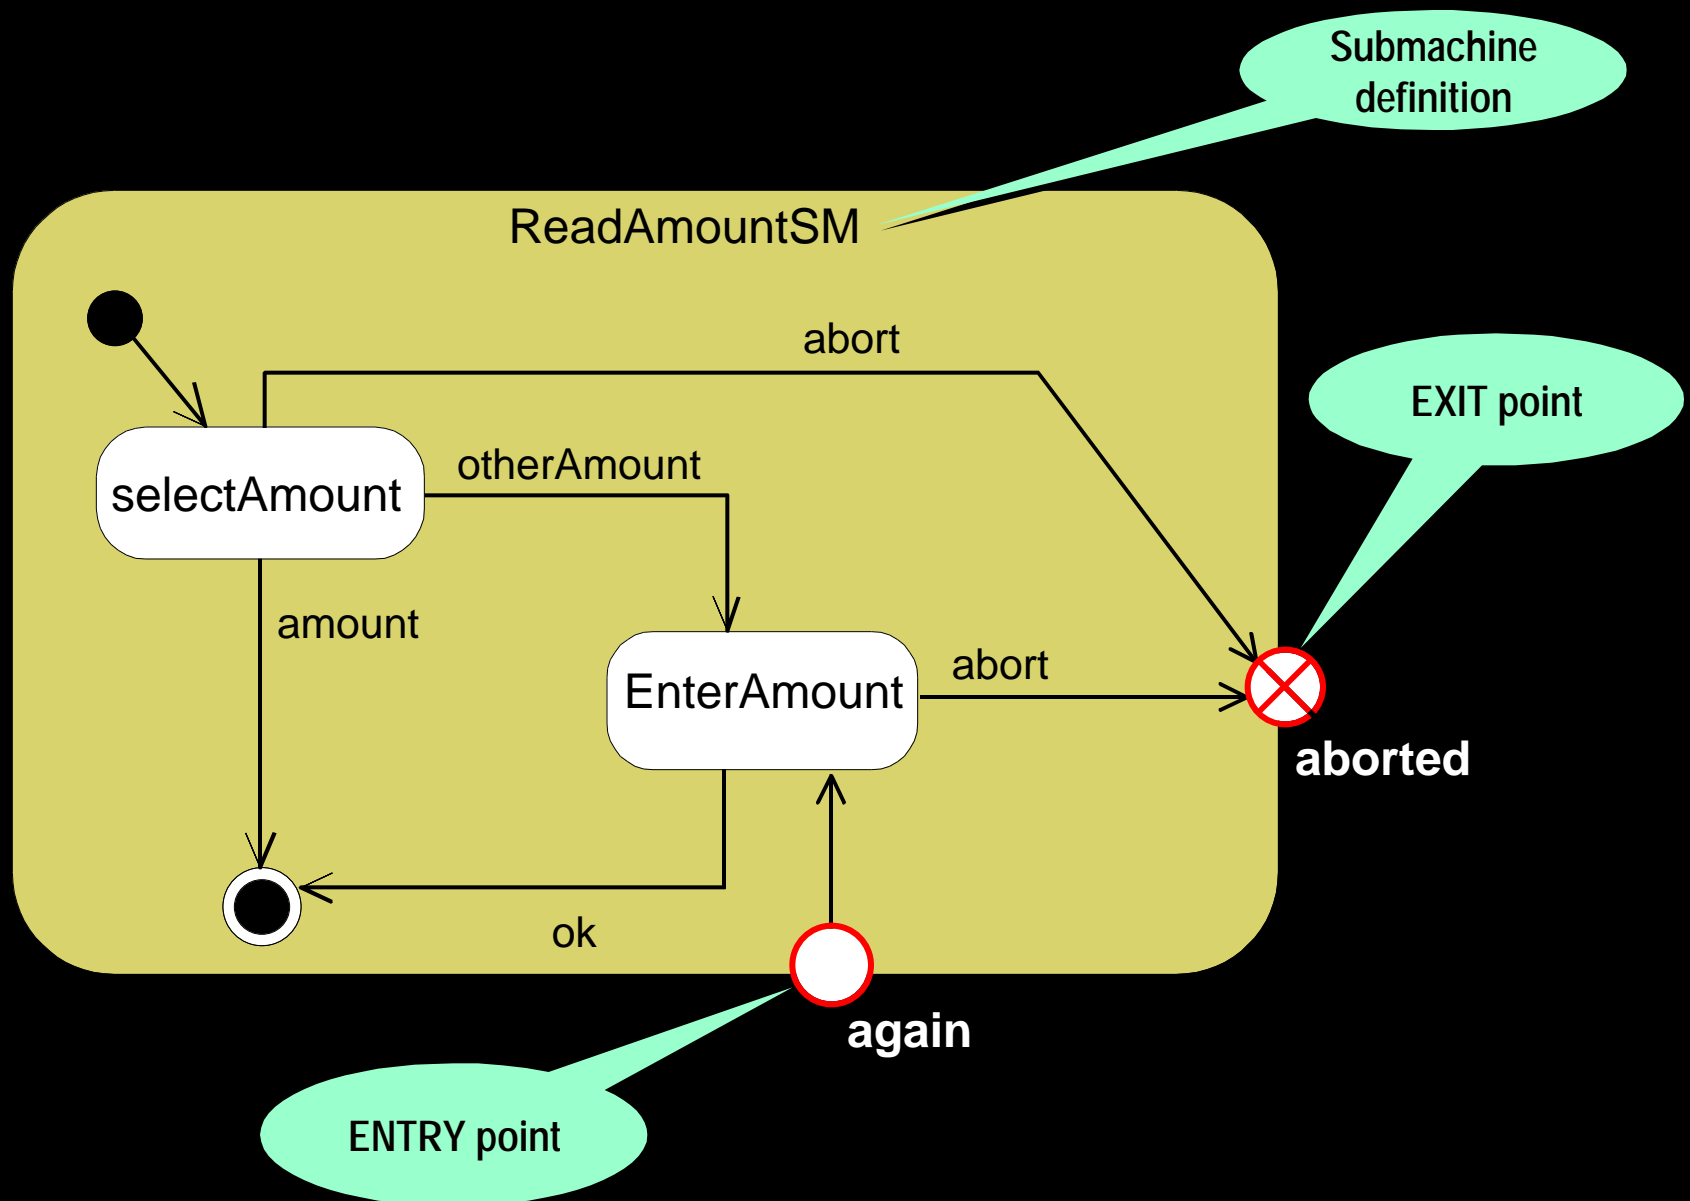 Submachine
definition
ReadAmountSM
abort
EXIT point
otherAmount
selectAmount
amount
abort
EnterAmount
aborted
ok
again
ENTRY point